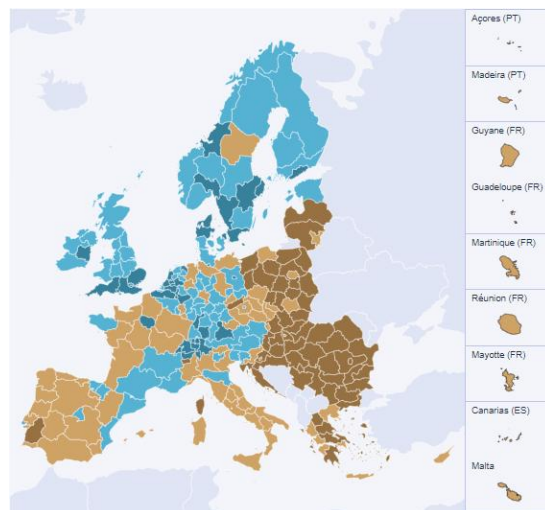 Açores (PT)
Madeira (PT)
Guyane (FR)
Guadeloupe (FR)
Martinique (FR)
Réunion (FR)
Mayotte (FR)
Canarias (ES)
Malta